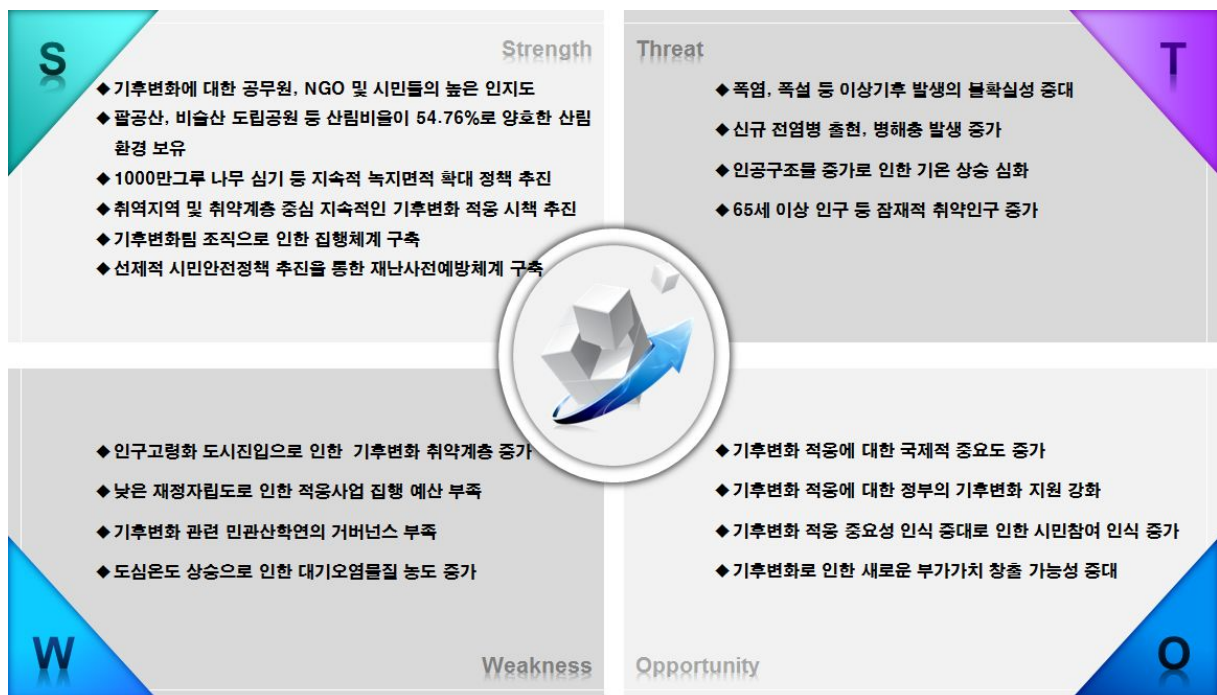 S
Strength
◆기후변화에 대한 공무원, NGO 및 시민들의 높은 인지도
◆팔공산, 비슬산 도립공원 등 산림비율이 54.76%로 양호한 산림
환경 보유
◆1000만그루 나무 심기 등 지속적 녹지면적 확대 정책 추진
◆취역지역 및 취약계층 중심 지속적인 기후변화 적응 시책 추진
◆기후변화팀 조직으로 인한 집행체계 구축
◆선제적 시민안전정책 추진을 통한 재난사전예방체계 구축
Threat
T
◆폭염, 폭설 등 이상기후 발생의 불확실성 증대
◆신규 전염병 출현, 병해충 발생 증가
◆인공구조물 증가로 인한 기온 상승 심화
◆65세 이상 인구 등 잠재적 취약인구 증가
◆인구고령화 도시진입으로 인한 기후변화 취약계층 증가
◆낮은 재정자립도로 인한 적응사업 집행 예산 부족
◆기후변화 관련 민관산학연의 거버넌스 부족
◆도심온도 상승으로 인한 대기오염물질 농도 증가
W
Weakness
◆기후변화 적응에 대한 국제적 중요도 증가
◆기후변화 적응에 대한 정부의 기후변화 지원 강화
◆기후변화 적응 중요성 인식 증대로 인한 시민참여 인식 증가
◆기후변화로 인한 새로운 부가가치 창출 가능성 증대
Opportunity
O